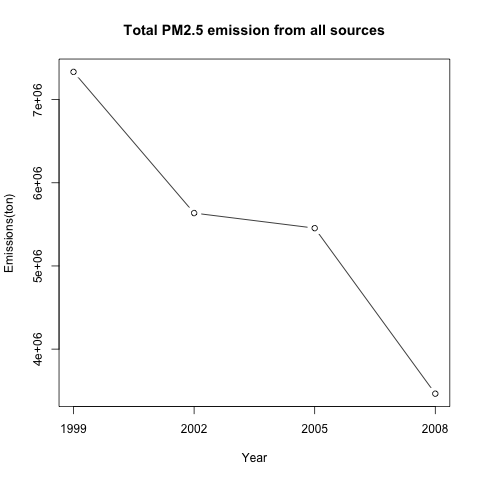 Total PM2.5 emission from all sources
Emissions(ton)
7e+06
6e+06
5e+06
4e+06
1999 2002 2005 2008
Year